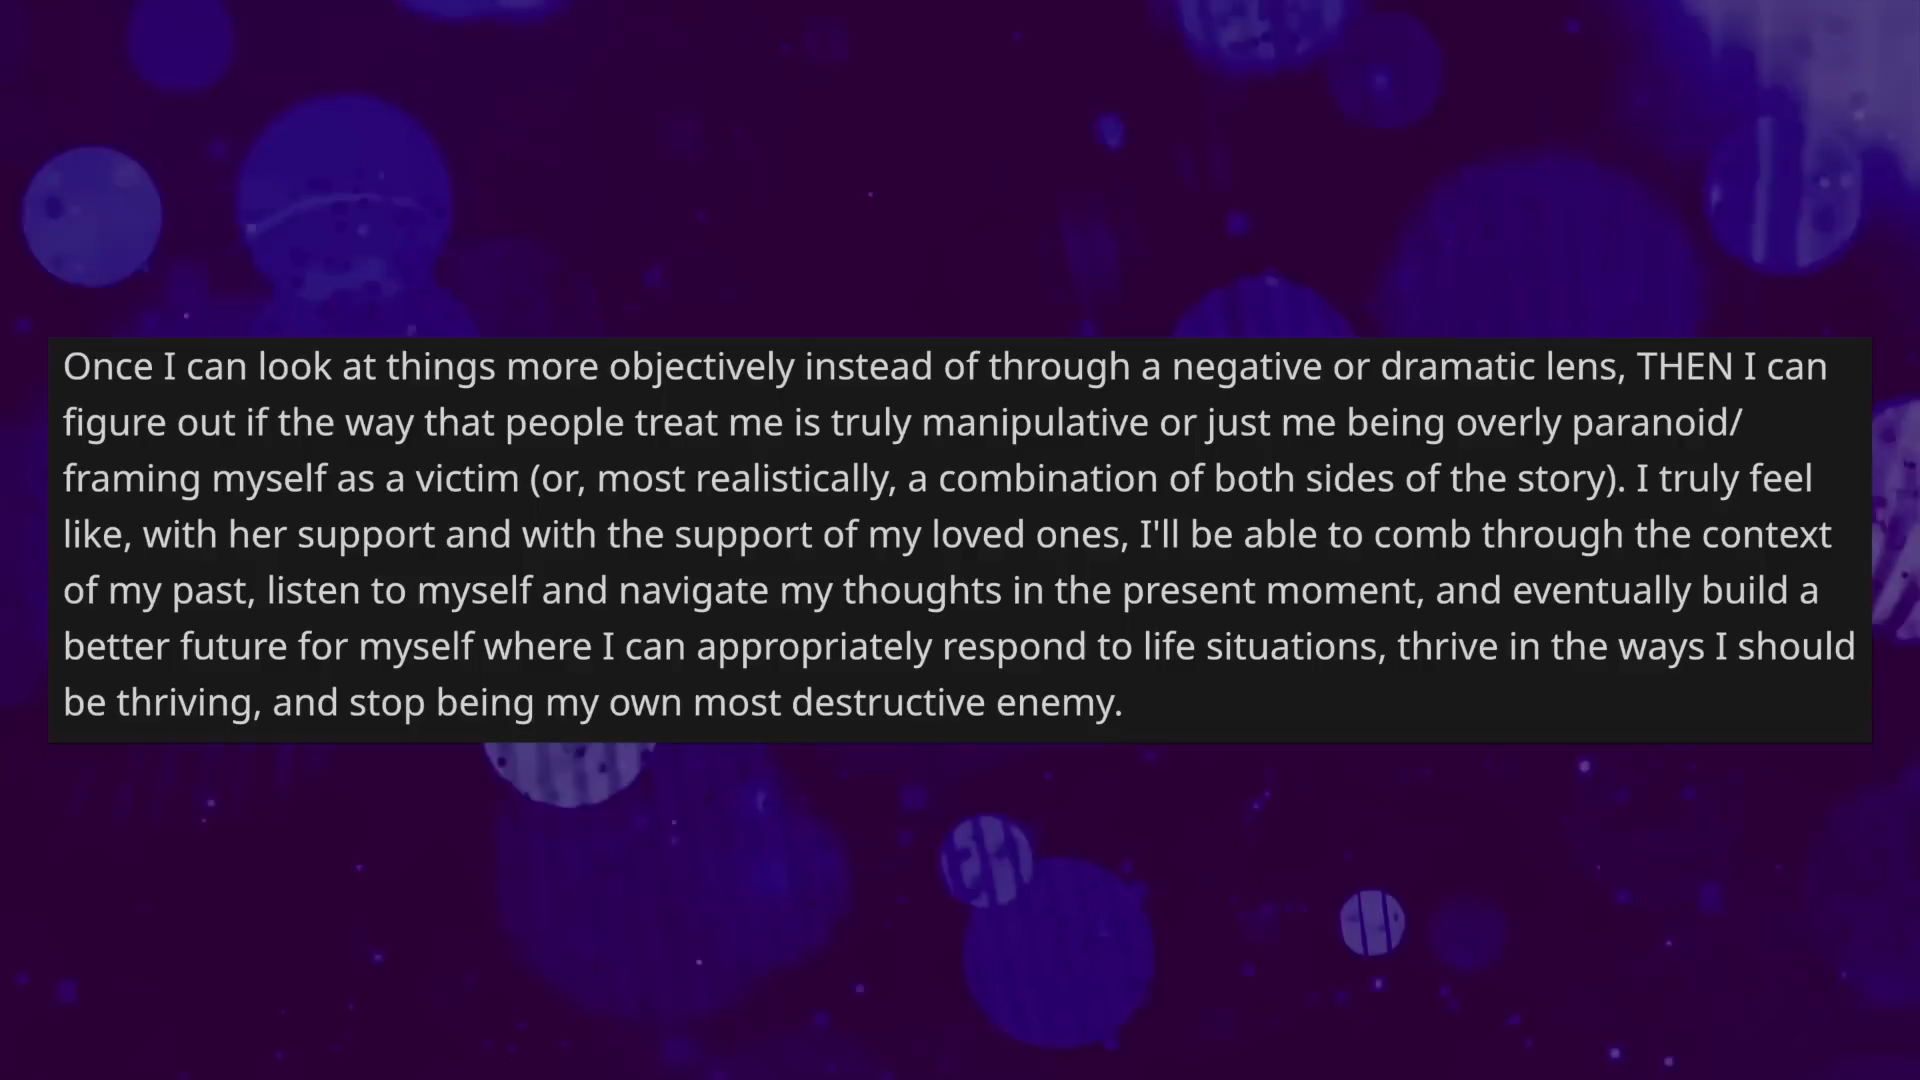 Once I can look at things more objectively instead of through a negative or dramatic lens, THEN I can
figure out if the way that people treat me is truly manipulative or just me being overly paranoid/
framing myself as a victim (or, most realistically, a combination of both sides of the story). I truly feel
like, with her support and with the support of my loved ones, I'll be able to comb through the context
of my past, listen to myself and navigate my thoughts in the present moment, and eventually build a
better future for myself where I can appropriately respond to life situations, thrive in the ways I should
be thriving, and stop being my own most destructive enemy.